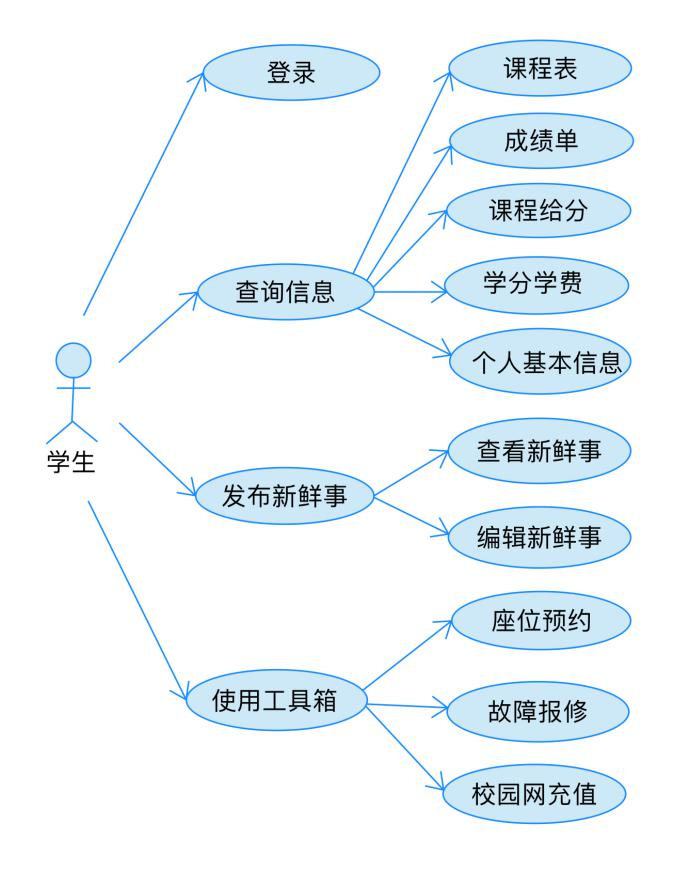 登录
课程表
成绩单
课程给分
查询信息
学分学费
个人基本信息
学生
查看新鲜事
发布新鲜事
编辑新鲜事
座位预约
使用工具箱
故障报修
校园网充值